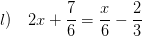 l) 2x + 7/6 = x/6 − 2/3